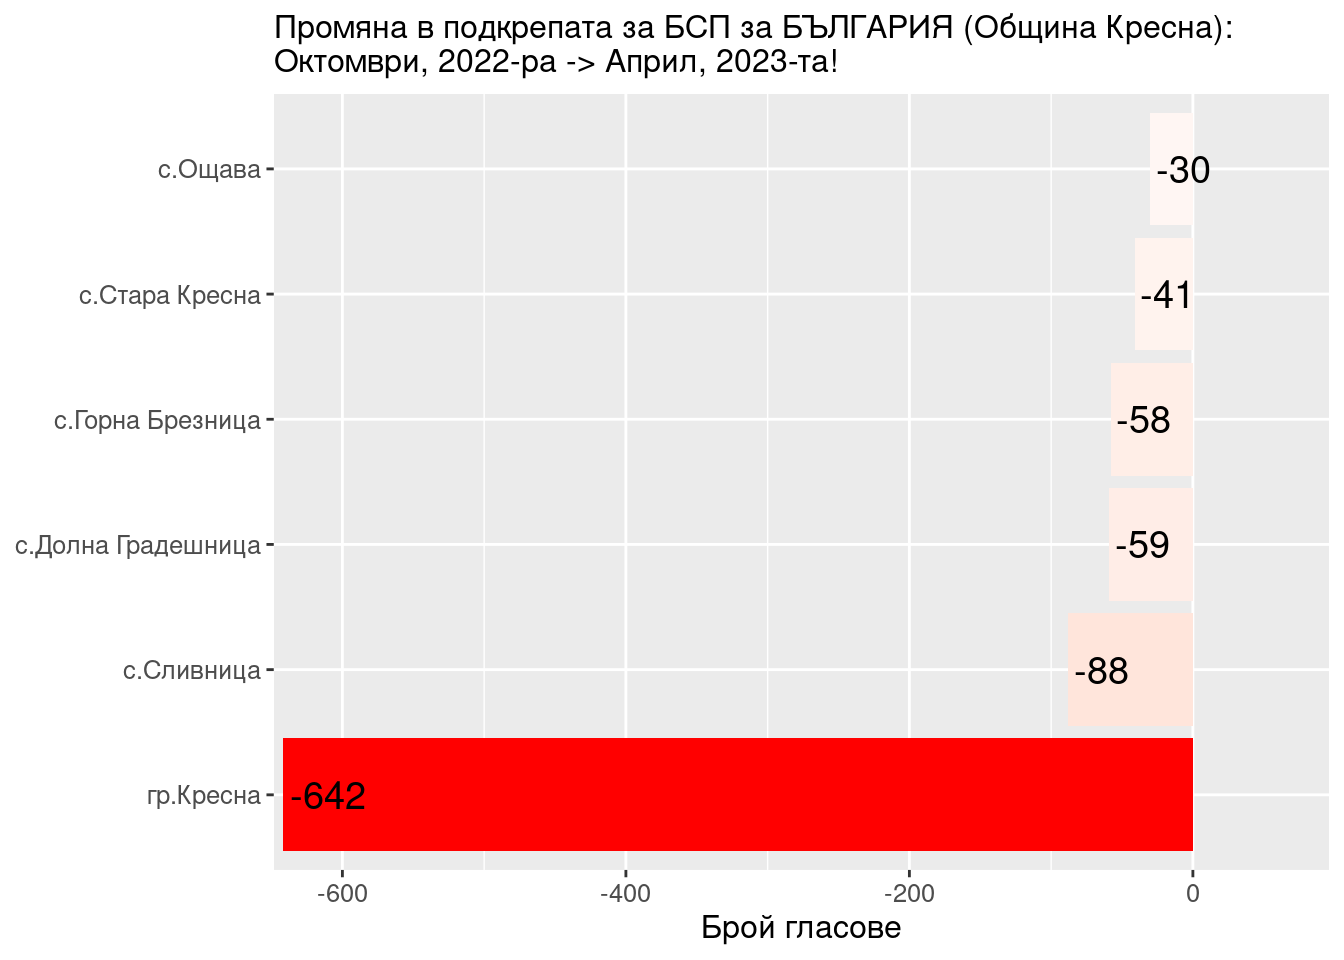 Промяна в подкрепата за БСП за БЪЛГАРИЯ (Община Кресна):
Октомври, 2022-ра -> Април, 2023-та!
с.Ощава
-30
с.Стара Кресна
-41
с.Горна Брезница
-58
с.Долна Градешница
-59
с.Сливница
-88
гр.Кресна
-642
-600
-400
-200
0
Брой гласове